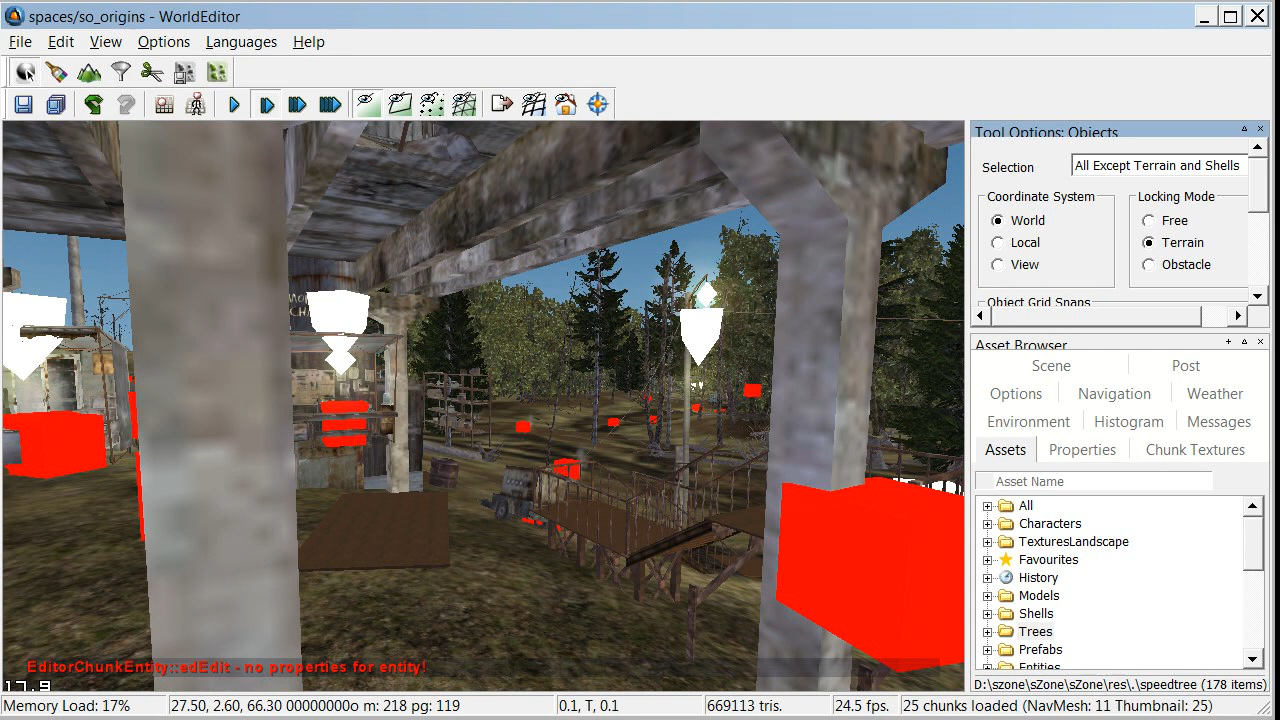 spaces/so_origins - WorldEditor
File Edit View Options Languages Help
Tool Options: Objects
Selection All Except Terrain and Shells
Coordinate System Locking Mode
World Free
Local Terrain
View Obstacle
Object Grid Snaps
Asset Browser
Scene Post
Options Navigation Weather
Environment Histogram Messages
Assets Properties Chunk Textures
Asset Name
All
Characters
TexturesLandscape
Favourites
History
Models
Shells
Trees
Prefabs
Entities
EditorChunkEntity::edEdit - no properties for entity!
17.9
D:\szone\sZone\sZone\res\.\speedtree (178 items)
Memory Load: 17% 27.50, 2.60, 66.30 00000000o m: 218 pg: 119 0.1, T, 0.1 669113 tris. 24.5 fps. 25 chunks loaded (NavMesh: 11 Thumbnail: 25)